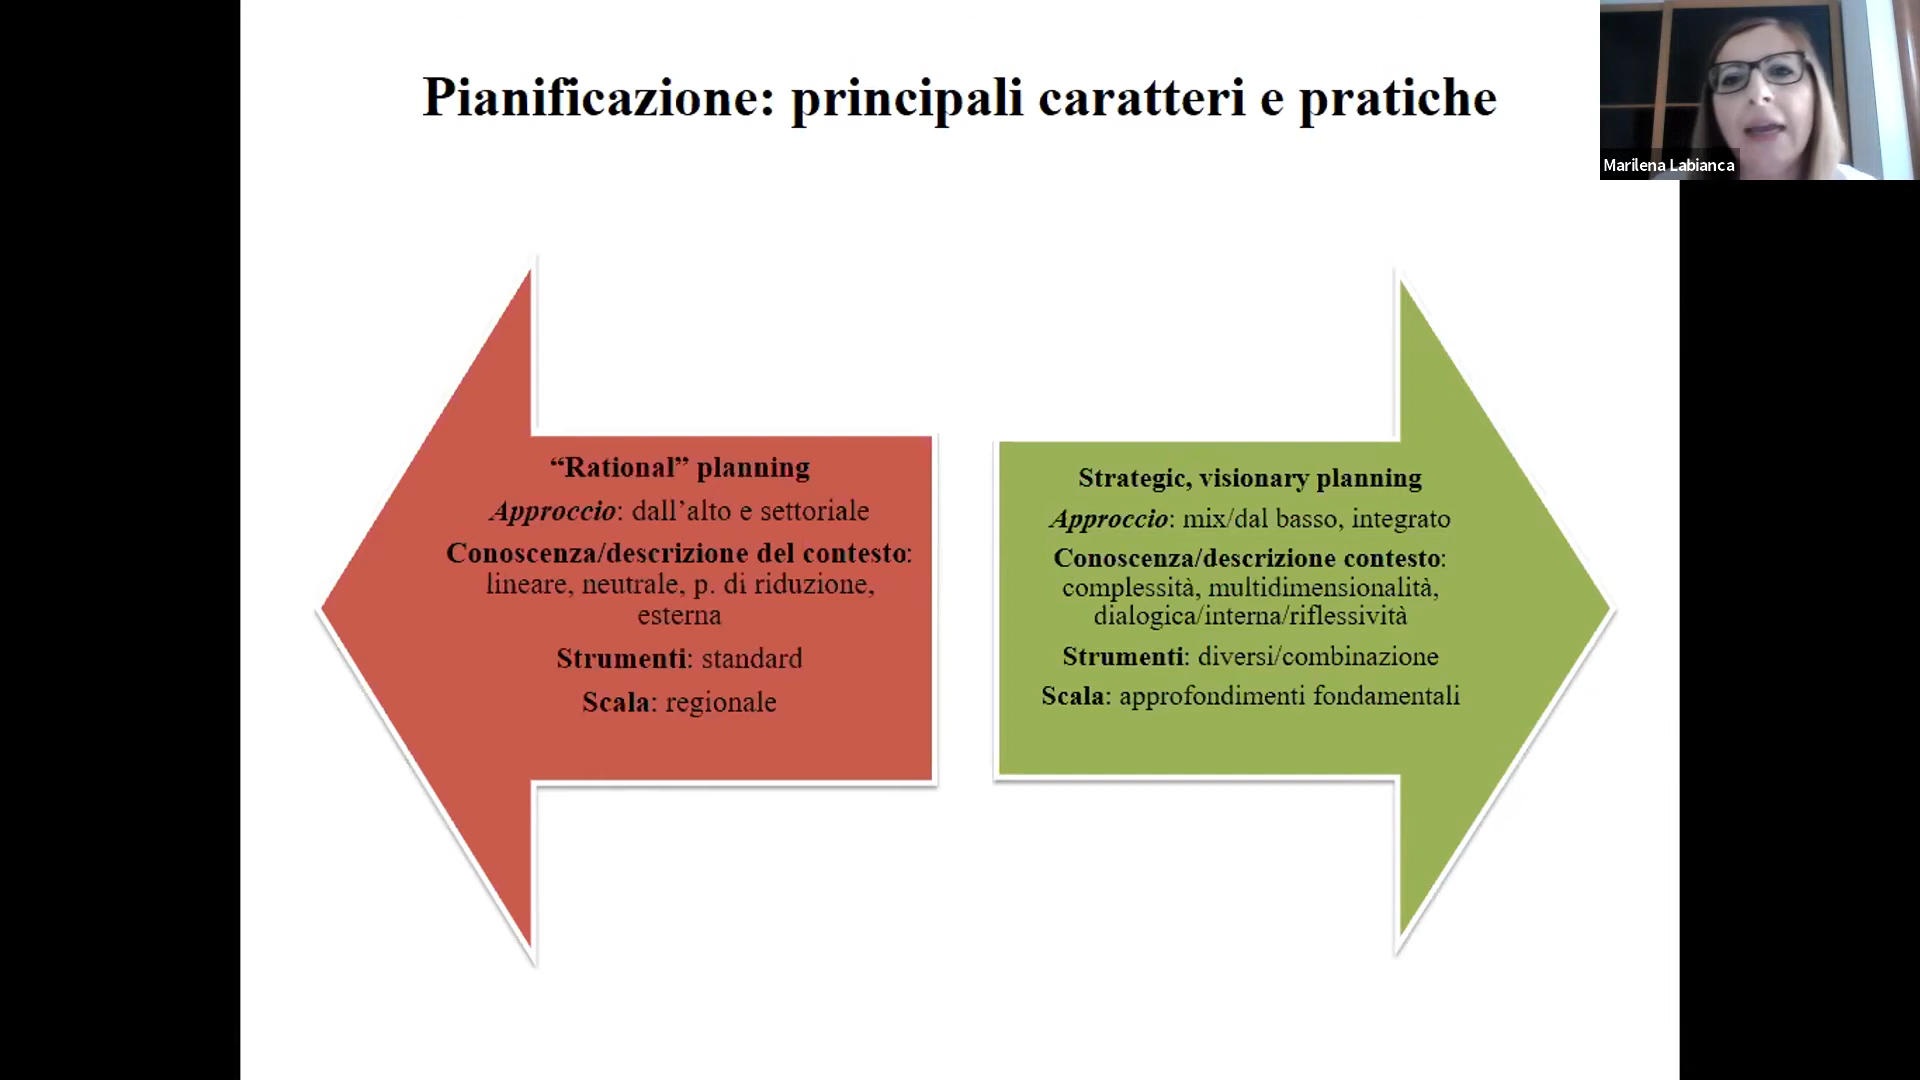 Pianificazione: principali caratteri e pratiche
Marilena Labianca
“Rational” planning
Approccio: dall’alto e settoriale
Conoscenza/descrizione del contesto:
lineare, neutrale, p. di riduzione,
esterna
Strumenti: standard
Scala: regionale
Strategic, visionary planning
Approccio: mix/dal basso, integrato
Conoscenza/descrizione contesto:
complessità, multidimensionalità,
dialogica/interna/riflessività
Strumenti: diversi/combinazione
Scala: approfondimenti fondamentali